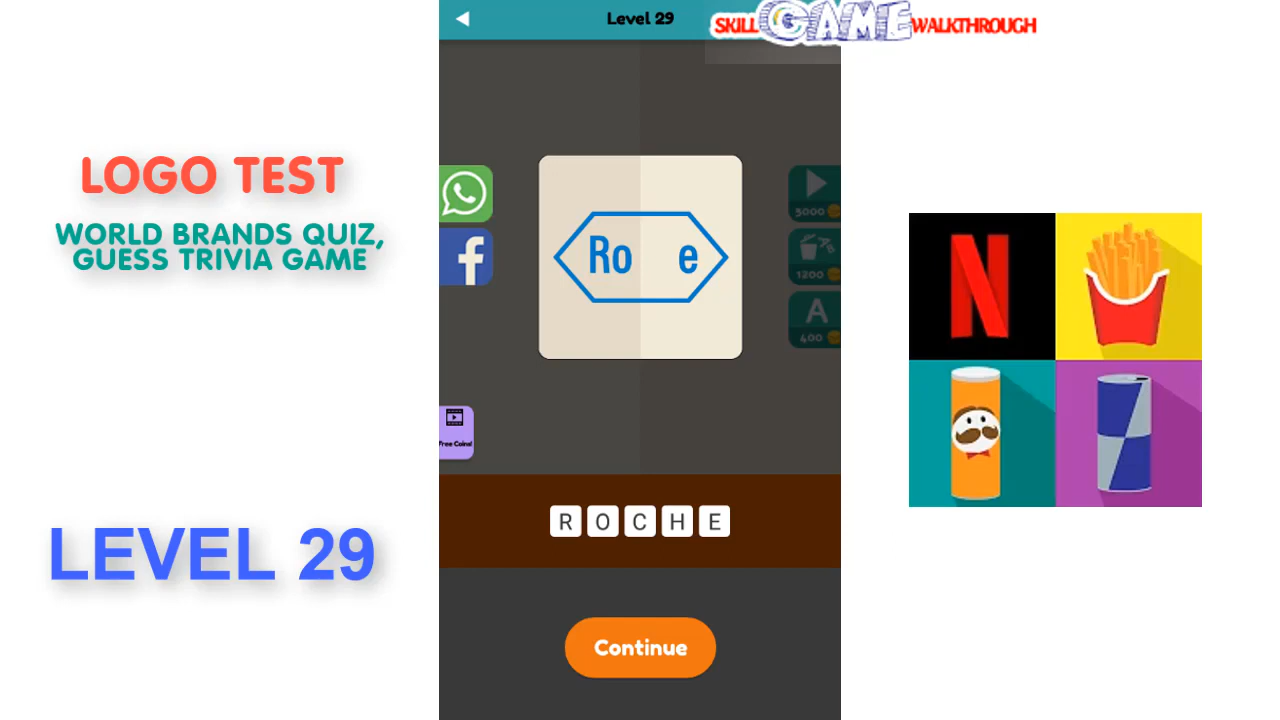 Level 29
SKILL GAME WALKTHROUGH
LOGO TEST
WORLD BRANDS QUIZ,
GUESS TRIVIA GAME
3000
1200
A
400
Ro e
Free Coins!
R O C H E
LEVEL 29
Continue